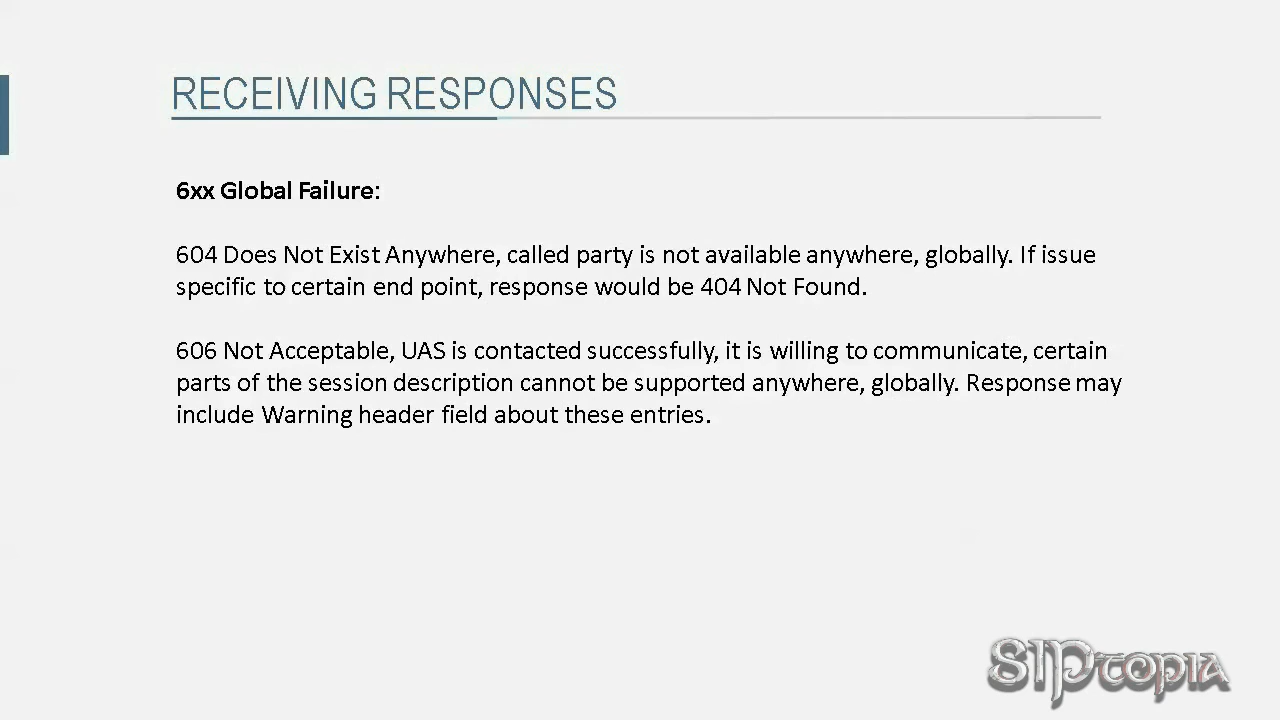 RECEIVING RESPONSES
6xx Global Failure:
604 Does Not Exist Anywhere, called party is not available anywhere, globally. If issue
specific to certain end point, response would be 404 Not Found.
606 Not Acceptable, UAS is contacted successfully, it is willing to communicate, certain
parts of the session description cannot be supported anywhere, globally. Response may
include Warning header field about these entries.
SIPtopia